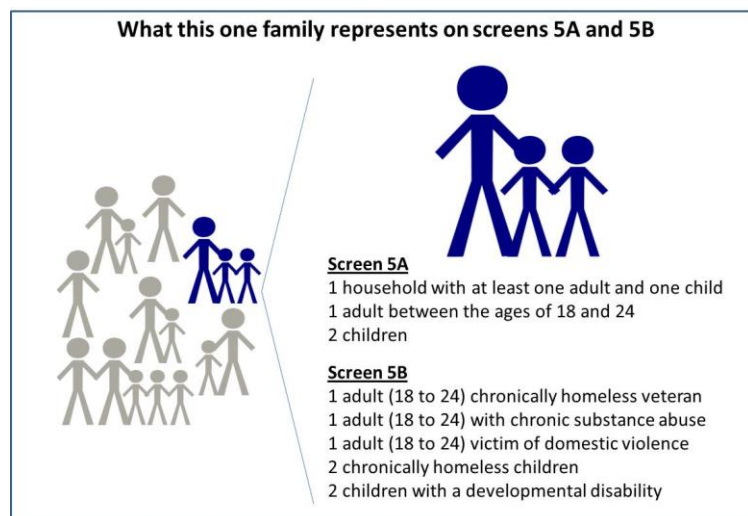 What this one family represents on screens 5A and 5B
Screen 5A
1 household with at least one adult and one child
1 adult between the ages of 18 and 24
2 children
Screen 5B
1 adult (18 to 24) chronically homeless veteran
1 adult (18 to 24) with chronic substance abuse
1 adult (18 to 24) victim of domestic violence
2 chronically homeless children
2 children with a developmental disability